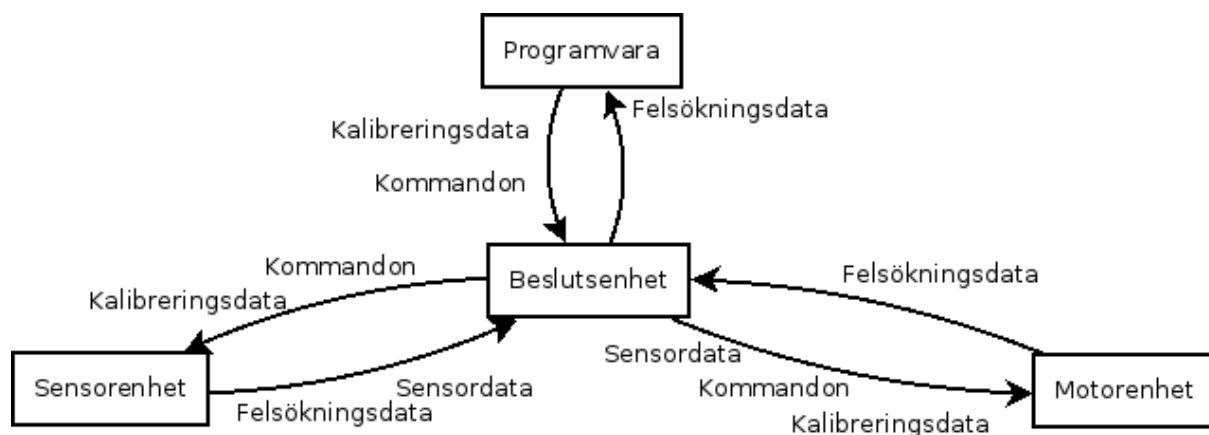 Programvara
Felsökningsdata
Kalibreringsdata
Kommandon
Kommandon
Beslutsenhet
Felsökningsdata
Kalibreringsdata
Sensordata
Sensorenhet
Sensordata
Kommandon
Motorenhet
Felsökningsdata
Kalibreringsdata